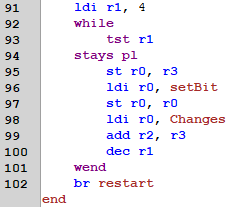 91 ldi r1, 4
92 while
93 tst r1
94 stays pl
95 st r0, r3
96 ldi r0, setBit
97 st r0, r0
98 ldi r0, Changes
99 add r2, r3
100 dec r1
101 wend
102 br restart
end